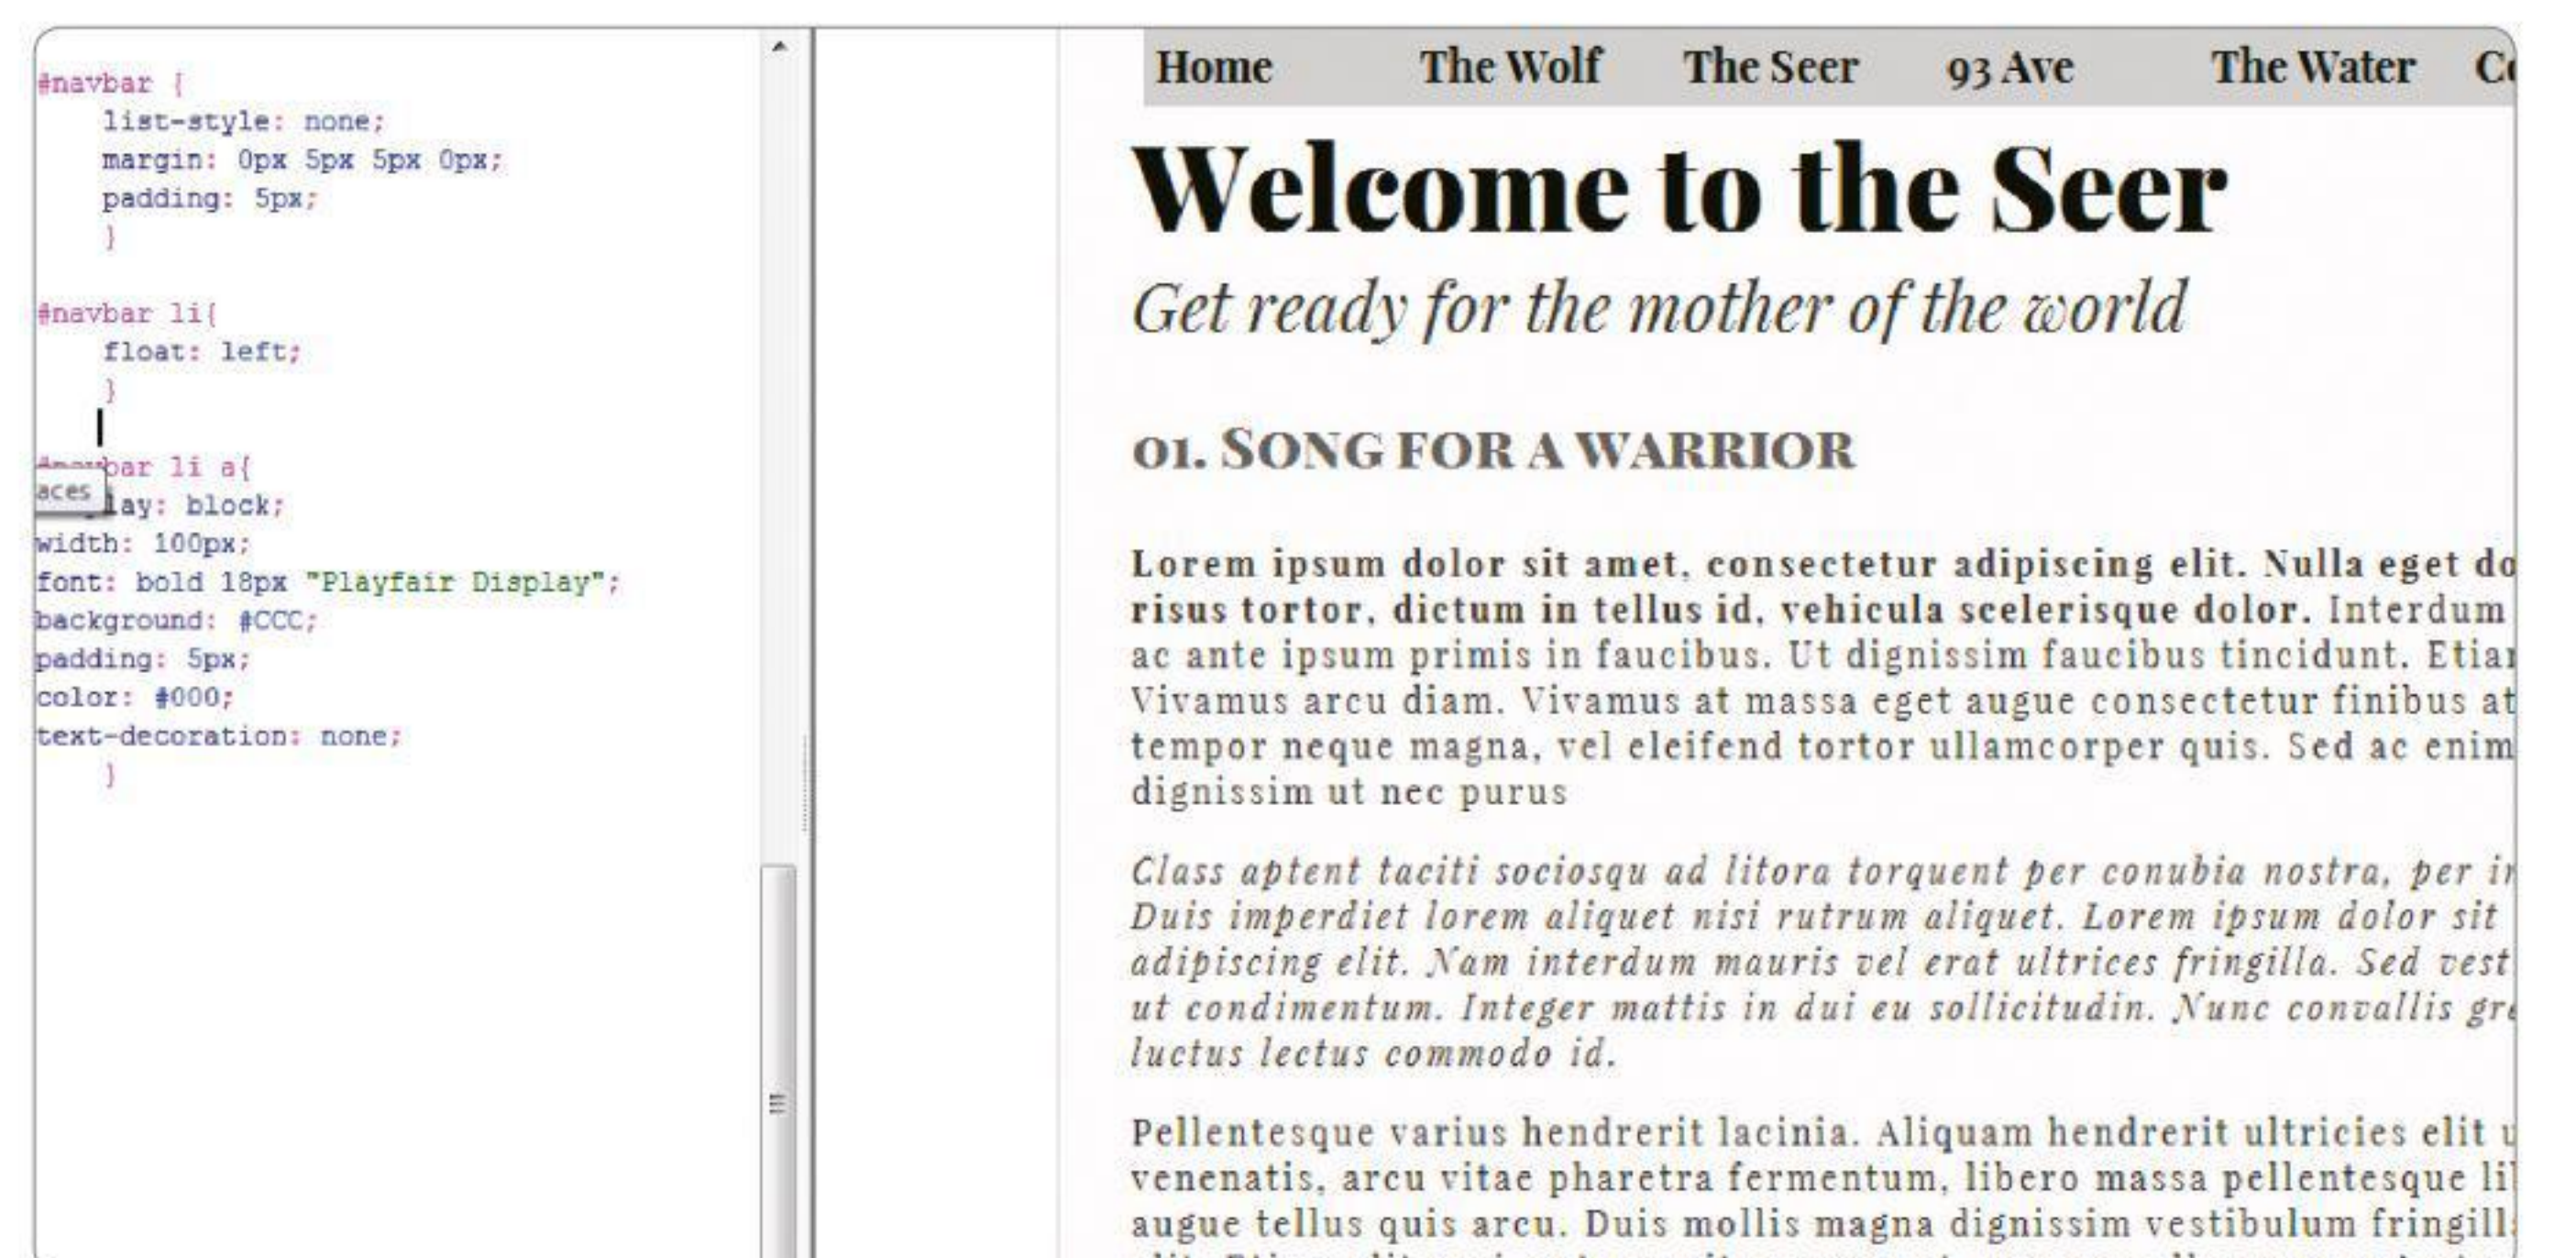 #navbar {
list-style: none;
margin: 0px 5px 5px 0px;
padding: 5px;
}
#navbar li{
float: left;
}
#navbar li a{
aces
lay: block;
width: 100px;
font: bold 18px "Playfair Display";
background: #CCC;
padding: 5px;
color: #000;
text-decoration: none;
}
Home The Wolf The Seer 93 Ave The Water
Welcome to the Seer
Get ready for the mother of the world
01. SONG FOR A WARRIOR
Lorem ipsum dolor sit amet, consectetur adipiscing elit. Nulla eget do
risus tortor, dictum in tellus id, vehicula scelerisque dolor. Interdum
ac ante ipsum primis in faucibus. Ut dignissim faucibus tincidunt.
Vivamus arcu diam. Vivamus at massa eget augue consectetur finibus at
tempor neque magna, vel eleifend tortor ullamcorper quis. Sed ac enim
dignissim ut nec purus
Class aptent taciti sociosqu ad litora torquent per conubia nostra, per
Duis imperdiet lorem aliquet nisi rutrum aliquet. Lorem ipsum dolor sit
adipiscing elit. Nam interdum mauris vel erat ultrices fringilla. Sed vest
ut condimentum. Integer mattis in dui eu sollicitudin. Nunc convallis
luctus lectus commodo id.
Pellentesque varius hendrerit lacinia. Aliquam hendrerit ultricies elit
venenatis, arcu vitae pharetra fermentum, libero massa pellentesque
augue tellus quis arcu. Duis mollis magna dignissim vestibulum